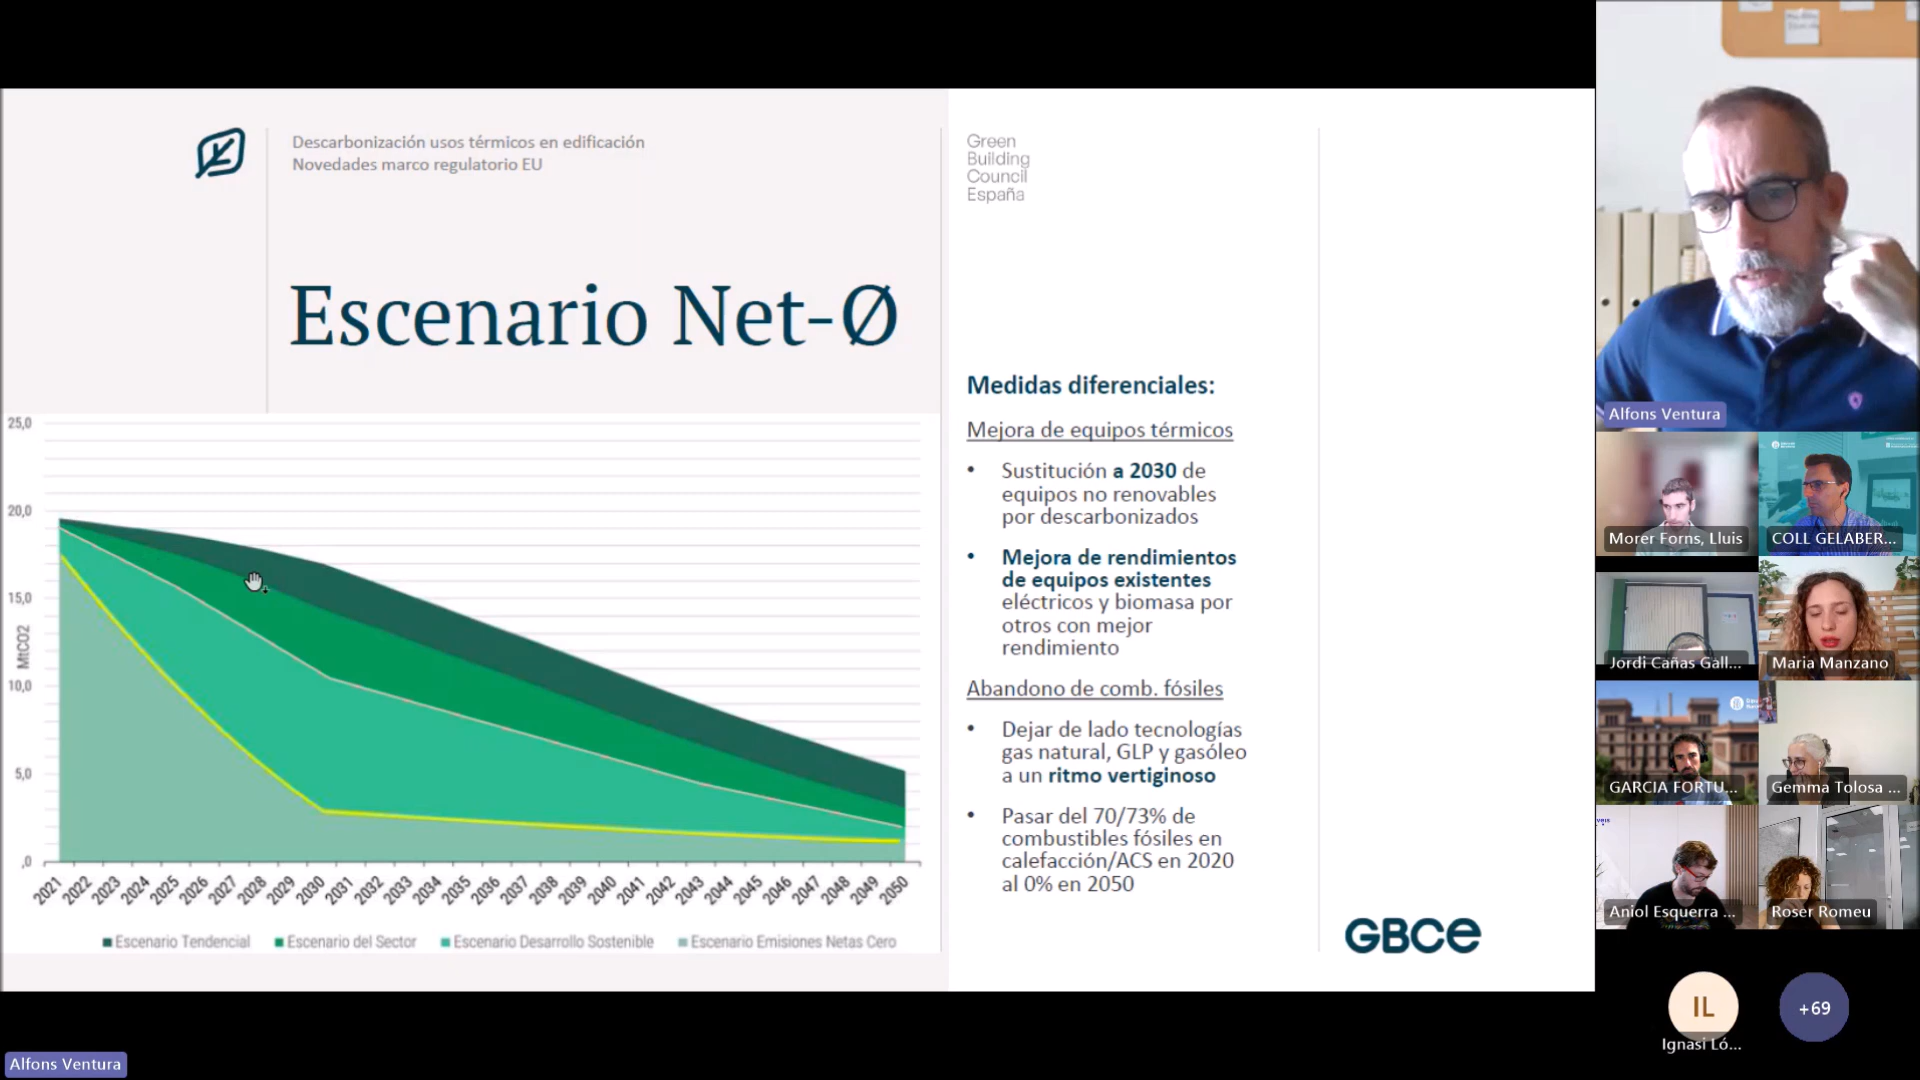 Descarbonización usos térmicos en edificación
Novedades marco regulatorio EU
Green
Building
Council
España
Escenario Net-Ø
Medidas diferenciales:
Mejora de equipos térmicos
• Sustitución a 2030 de
equipos no renovables
por descarbonizados
• Mejora de rendimientos
de equipos existentes
eléctricos y biomasa por
otros con mejor
rendimiento
Abandono de comb. fósiles
• Dejar de lado tecnologías
gas natural, GLP y gasóleo
a un ritmo vertiginoso
• Pasar del 70/73% de
combustibles fósiles en
calefacción/ACS en 2020
al 0% en 2050
GBCe
25,0
20,0
15,0
10,0
5,0
,0
MtCO2
2021 2022 2023 2024 2025 2026 2027 2028 2029 2030 2031 2032 2033 2034 2035 2036 2037 2038 2039 2040 2041 2042 2043 2044 2045 2046 2047 2048 2049 2050
Escenario Tendencial Escenario del Sector Escenario Desarrollo Sostenible Escenario Emisiones Netas Cero
Alfons Ventura
Morer Forns, Lluis
COLL GELABER...
Jordi Cañas Gall...
Maria Manzano
GARCIA FORTU...
Gemma Tolosa ...
Aniol Esquerra ...
Roser Romeu
IL
+69
Ignasi Ló...
Alfons Ventura